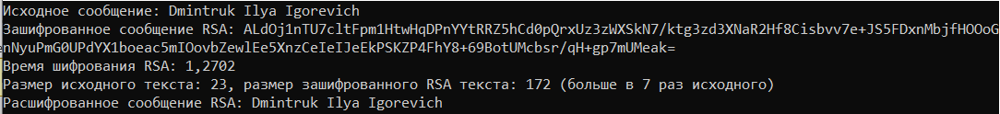 Исходное сообщение: Dmintruk Ilya Igorevich
Зашифрованное сообщение RSA: ALdOj1nTU7cltFpm1HtwHqDPnYYtRRZ5hCd0pQrxUz3zWXSkN7/ktg3zd3XNaR2Hf8Cisbvv7e+JS5FDxnMbjfHOOoG
nNyuPmG0UPdYX1boeac5mIOovbZewlEe5XnzCeIeIJeEkPSKZP4FhY8+69BotUMcbsr/qH+gp7mUMeak=
Время шифрования RSA: 1,2702
Размер исходного текста: 23, размер зашифрованного RSA текста: 172 (больше в 7 раз исходного)
Расшифрованное сообщение RSA: Dmintruk Ilya Igorevich